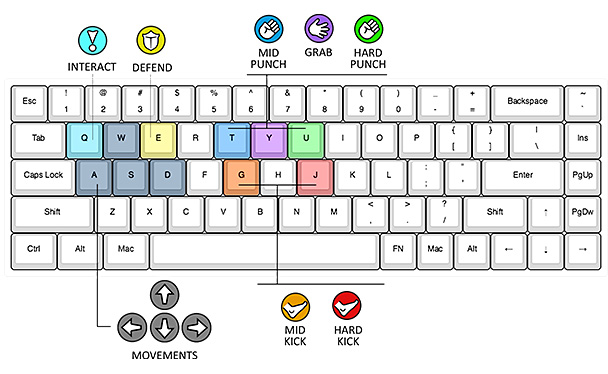 INTERACT
DEFEND
MID
PUNCH
GRAB
HARD
PUNCH
Esc ! 1 @ 2 # 3 $ 4 % 5 ^ 6 & 7 * 8 ( 9 ) 0 _ - + = Backspace ~ `
Tab Q W E R T Y U I O P { [ } ] | \ Ins
Caps Lock A S D F G H J K L : ; " ' Enter PgUp
Shift Z X C V B N M < , > . ? / Shift ↑ PgDw
Ctrl Alt Mac FN Mac Alt ← ↓ →
MID
KICK
HARD
KICK
MOVEMENTS